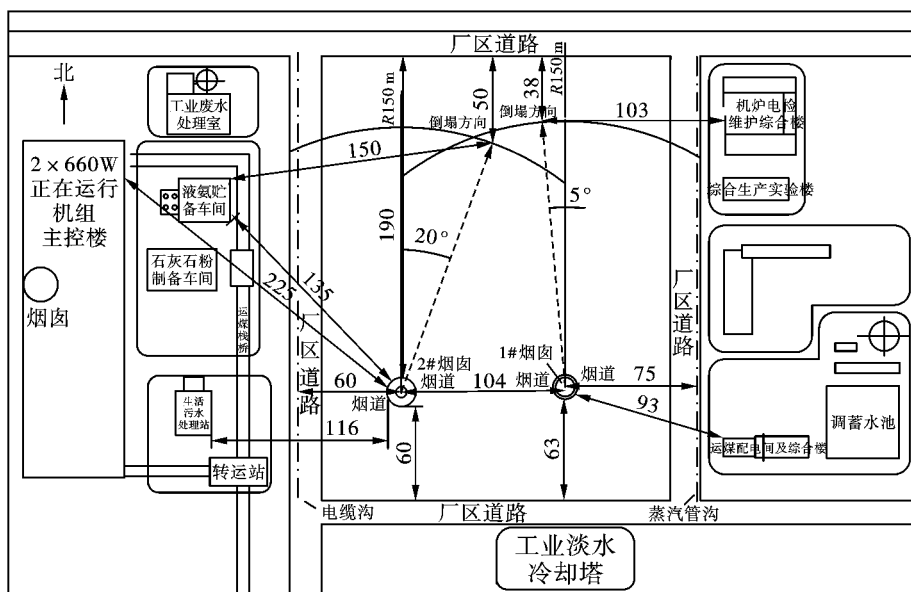 厂区道路
北
工业废水
处理室
2×660W
正在运行
机组
主控楼
烟囱
液氨贮
备车间
石灰石粉
制备车间
运煤栈桥
生活
污水
处理站
转运站
R150 m
50
38
R150 m
倒塌方向
倒塌方向
103
150
190
20°
5°
135
225
厂区道路
2#烟囱
烟道
烟道
60
104
1#烟囱
烟道
烟道
75
93
116
60
63
电缆沟
厂区道路
蒸汽管沟
工业淡水
冷却塔
厂区道路
机炉电检
维护综合楼
综合生产实验楼
运煤配电间及综合楼
调蓄水池